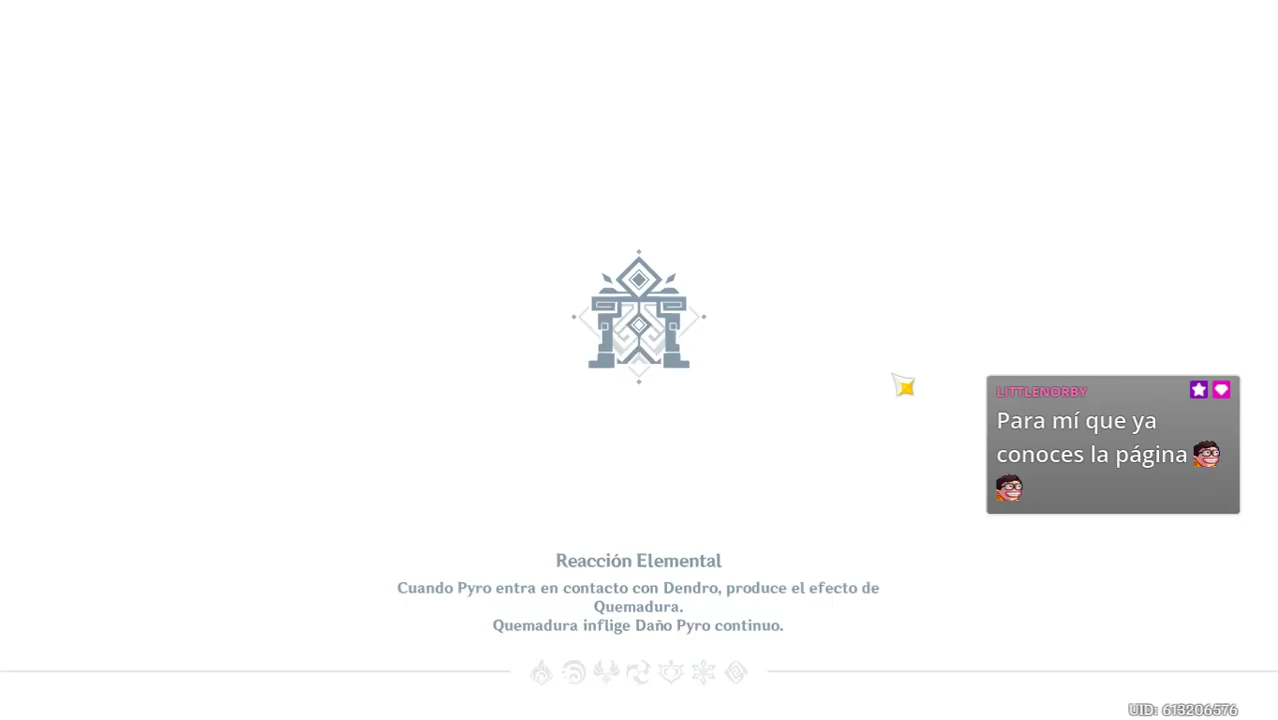 LITTLENORBY
Para mí que ya
conoces la página
Reacción Elemental
Cuando Pyro entra en contacto con Dendro, produce el efecto de
Quemadura.
Quemadura inflige Daño Pyro continuo.
UID: 613206576